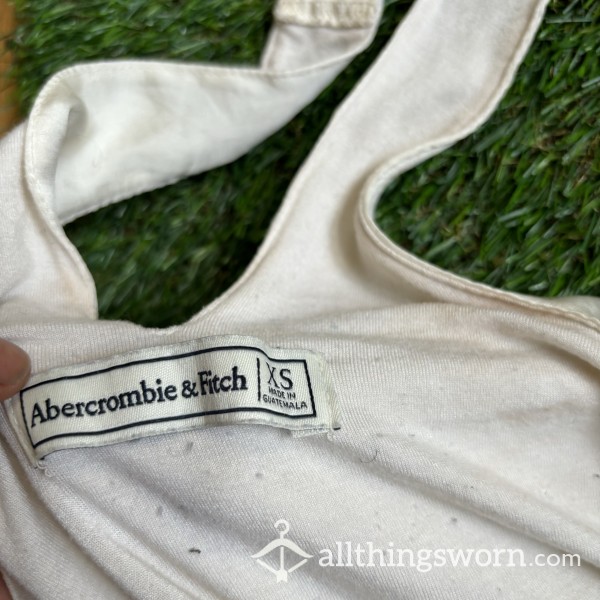 Abercrombie & Fitch
XS
MADE IN
GUATEMALA
allthingsworn.com